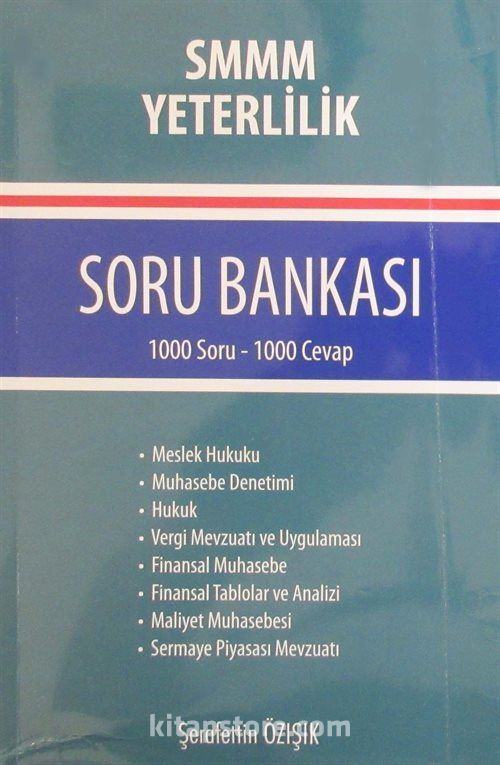 SMMM
YETERLİLİK
SORU BANKASI
1000 Soru - 1000 Cevap
• Meslek Hukuku
• Muhasebe Denetimi
• Hukuk
• Vergi Mevzuatı ve Uygulaması
• Finansal Muhasebe
• Finansal Tablolar ve Analizi
• Maliyet Muhasebesi
• Sermaye Piyasası Mevzuatı
kitapstore.com
Şerafettin ÖZIŞIK